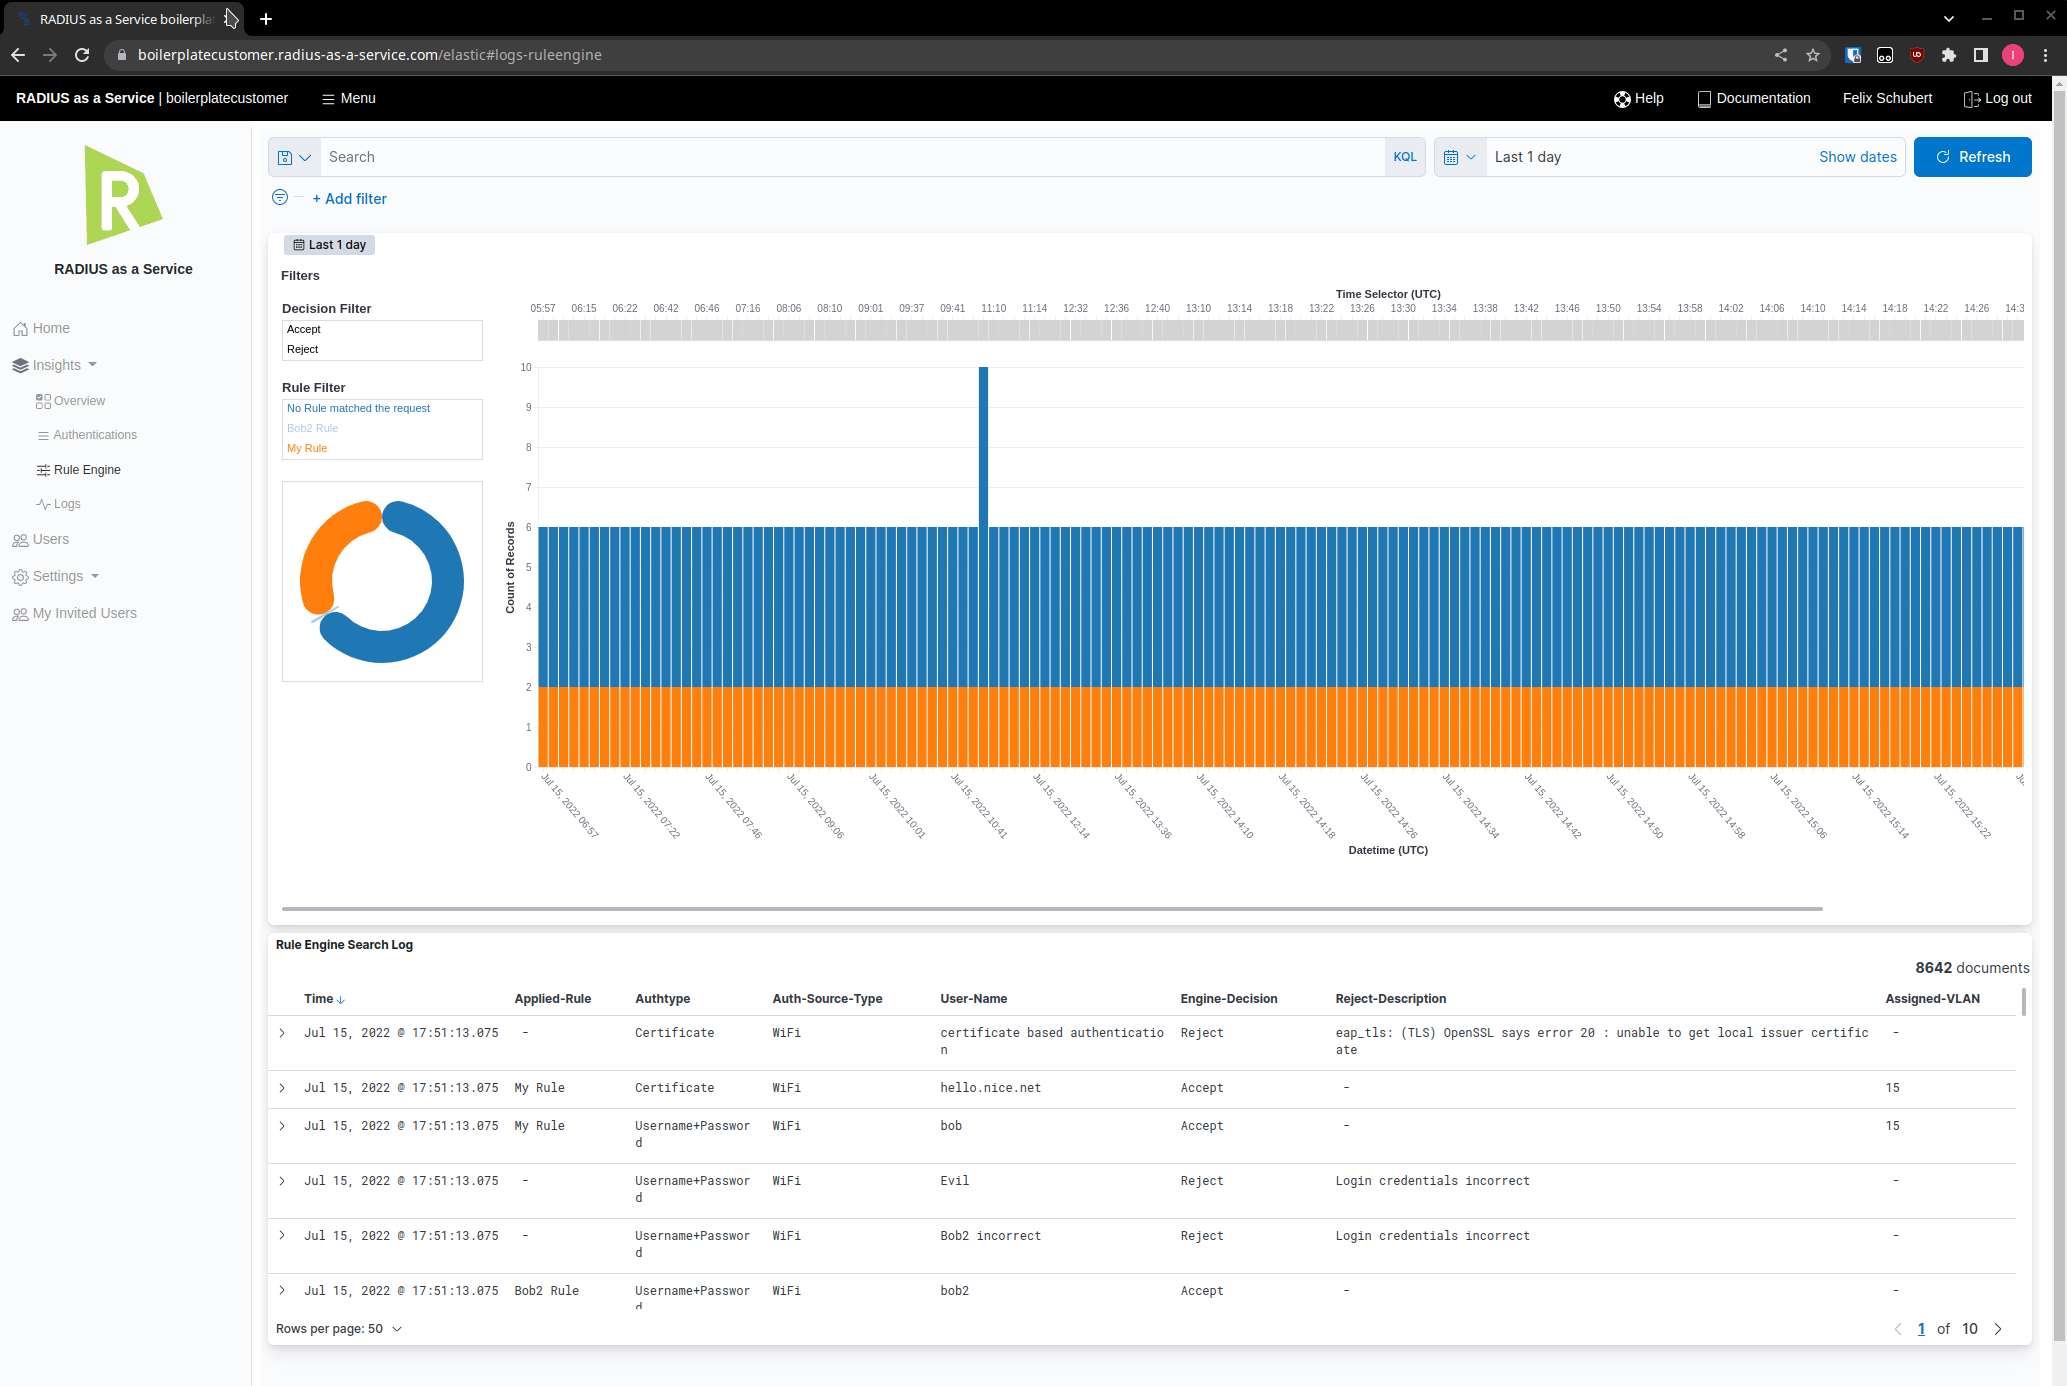 RADIUS as a Service boilerpla
boilerplatecustomer.radius-as-a-service.com/elastic#logs-ruleengine
RADIUS as a Service | boilerplatecustomer
Menu
Help
Documentation
Felix Schubert
Log out
RADIUS as a Service
Home
Insights
Overview
Authentications
Rule Engine
Logs
Users
Settings
My Invited Users
Search
KQL
Last 1 day
Show dates
Refresh
+ Add filter
Last 1 day
Filters
Decision Filter
Accept
Reject
Rule Filter
No Rule matched the request
Bob2 Rule
My Rule
Time Selector (UTC)
05:57 06:15 06:22 06:42 06:46 07:16 08:06 08:10 09:01 09:37 09:41 11:10 11:14 12:32 12:36 12:40 13:10 13:14 13:18 13:22 13:26 13:30 13:34 13:38 13:42 13:46 13:50 13:54 13:58 14:02 14:06 14:10 14:14 14:18 14:22 14:26 14:3
10
9
8
7
6
5
4
3
2
1
0
Count of Records
Jul 15, 2022 06:57
Jul 15, 2022 07:22
Jul 15, 2022 07:46
Jul 15, 2022 09:06
Jul 15, 2022 10:01
Jul 15, 2022 10:41
Jul 15, 2022 12:14
Jul 15, 2022 13:36
Jul 15, 2022 14:10
Jul 15, 2022 14:18
Jul 15, 2022 14:26
Jul 15, 2022 14:34
Jul 15, 2022 14:42
Jul 15, 2022 14:50
Jul 15, 2022 14:58
Jul 15, 2022 15:06
Jul 15, 2022 15:14
Jul 15, 2022 15:22
Datetime (UTC)
Rule Engine Search Log
8642 documents
Time Applied-Rule Authtype Auth-Source-Type User-Name Engine-Decision Reject-Description Assigned-VLAN
Jul 15, 2022 @ 17:51:13.075 - Certificate WiFi certificate based authenticatio Reject eap_tls: (TLS) OpenSSL says error 20 : unable to get local issuer certific -
n ate
Jul 15, 2022 @ 17:51:13.075 My Rule Certificate WiFi hello.nice.net Accept - 15
Jul 15, 2022 @ 17:51:13.075 My Rule Username+Passwor WiFi bob Accept - 15
d
Jul 15, 2022 @ 17:51:13.075 - Username+Passwor WiFi Evil Reject Login credentials incorrect -
d
Jul 15, 2022 @ 17:51:13.075 - Username+Passwor WiFi Bob2 incorrect Reject Login credentials incorrect -
d
Jul 15, 2022 @ 17:51:13.075 Bob2 Rule Username+Passwor WiFi bob2 Accept - -
d
Rows per page: 50
1 of 10